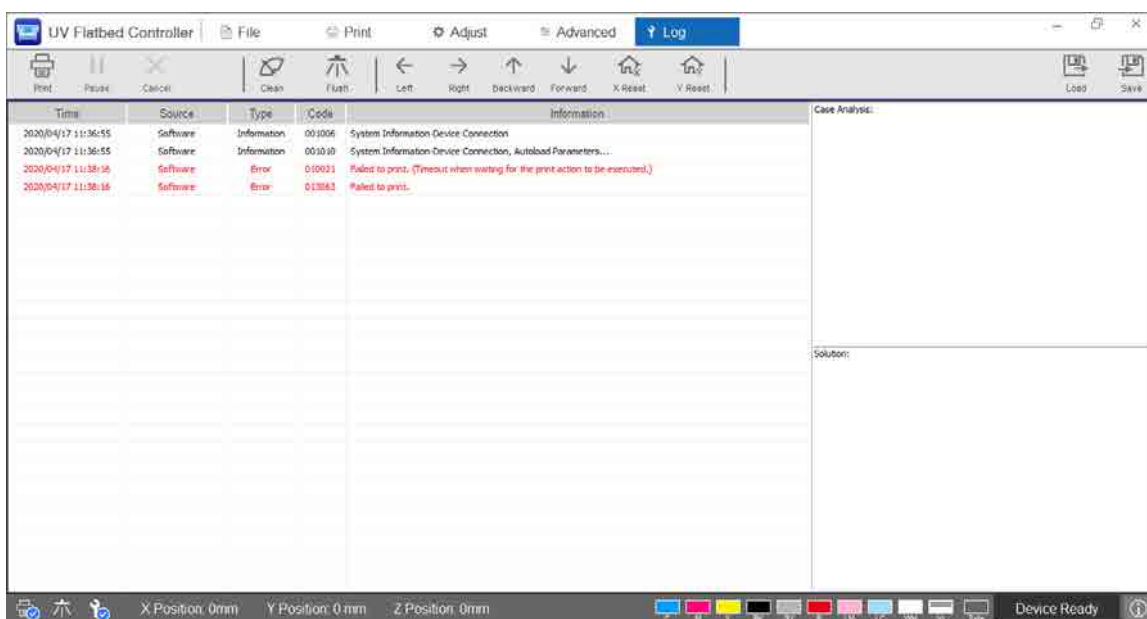 UV Flatbed Controller File Print Adjust Advanced Log
Print Pause Cancel Clean Flush Left Right Backward Forward X Reset Y Reset Load Save
Time Source Type Code Information Case Analysis:
2020/04/17 11:36:55 Software Information 001006 System Information-Device Connection
2020/04/17 11:36:55 Software Information 001010 System Information-Device Connection, Autoload Parameters...
2020/04/17 11:38:16 Software Error 010021 Failed to print. (Timeout when waiting for the print action to be executed.)
2020/04/17 11:38:16 Software Error 013063 Failed to print.
Solution:
X Position: 0mm Y Position: 0 mm Z Position: 0mm Device Ready